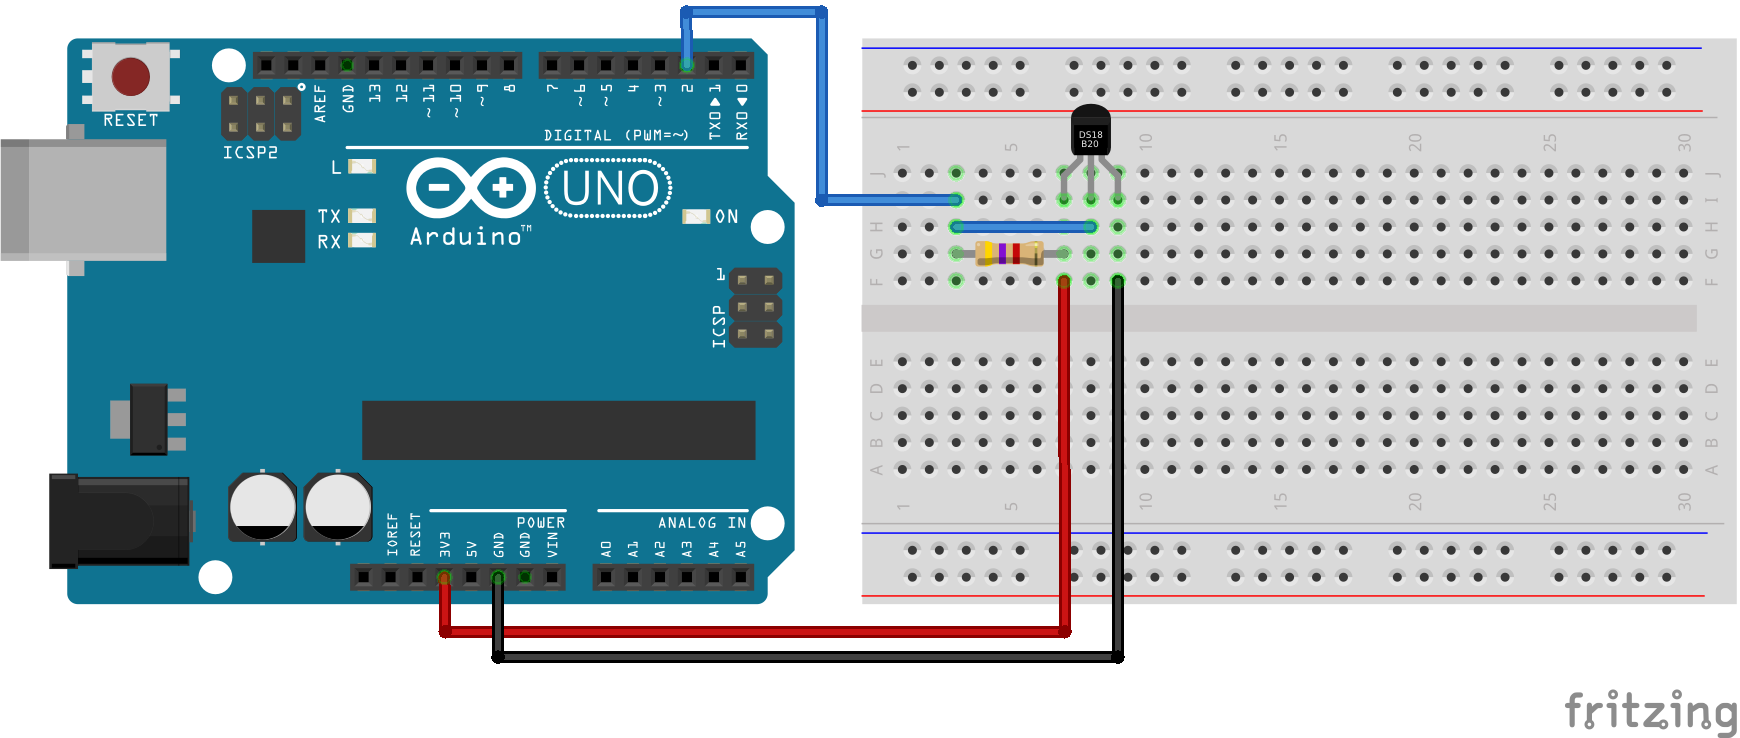 RESET
ICSP2
AREF
GND
13
12
~11
~10
~9
8
7
~6
~5
4
~3
2
TX0▶1
RX0◀0
DIGITAL (PWM=~)
L
TX
RX
UNO
ON
Arduino™
1
ICSP
IOREF
RESET
3V3
5V
GND
GND
VIN
POWER
ANALOG IN
A0
A1
A2
A3
A4
A5
DS18
B20
1
5
10
15
20
25
30
J
J
I
I
H
H
G
G
F
F
E
E
D
D
C
C
B
B
A
A
1
5
10
15
20
25
30
fritzing